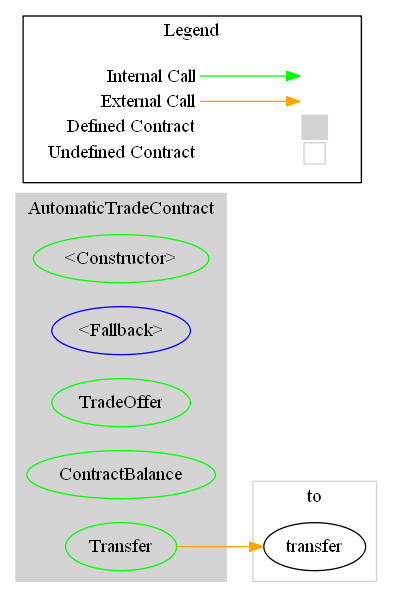 Legend
Internal Call
External Call
Defined Contract
Undefined Contract
AutomaticTradeContract
<Constructor>
<Fallback>
TradeOffer
ContractBalance
Transfer
to
transfer